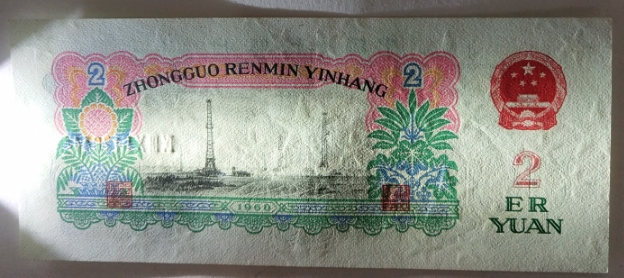 2 2
ZHONGGUO RENMIN YINHANG
1960
2
ER
YUAN